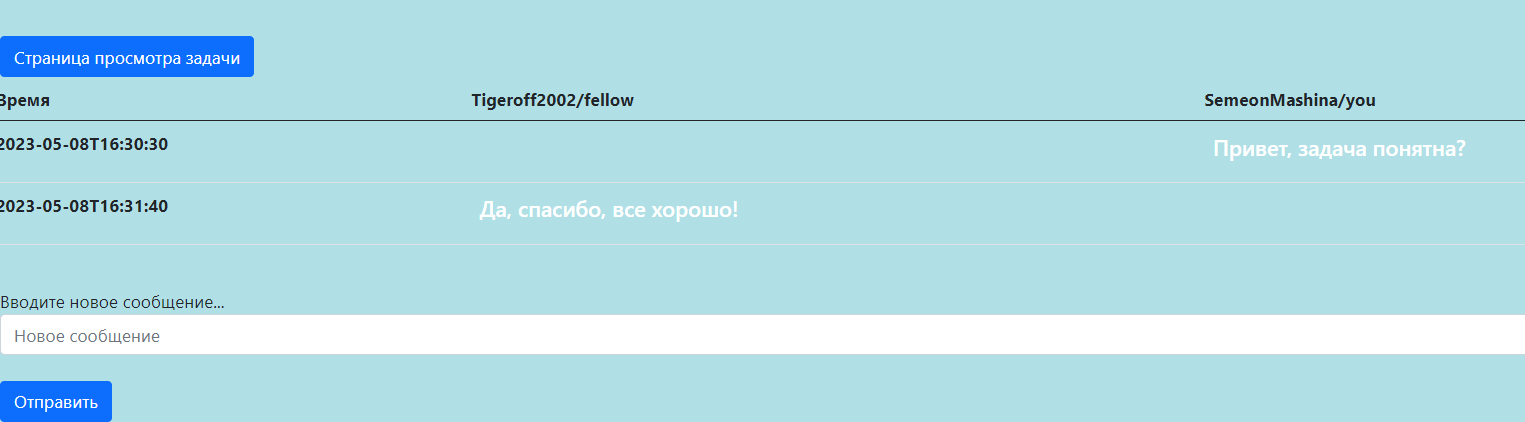 Страница просмотра задачи
Время Tigeroff2002/fellow SemeonMashina/you
2023-05-08T16:30:30 Привет, задача понятна?
2023-05-08T16:31:40 Да, спасибо, все хорошо!
Вводите новое сообщение...
Новое сообщение
Отправить